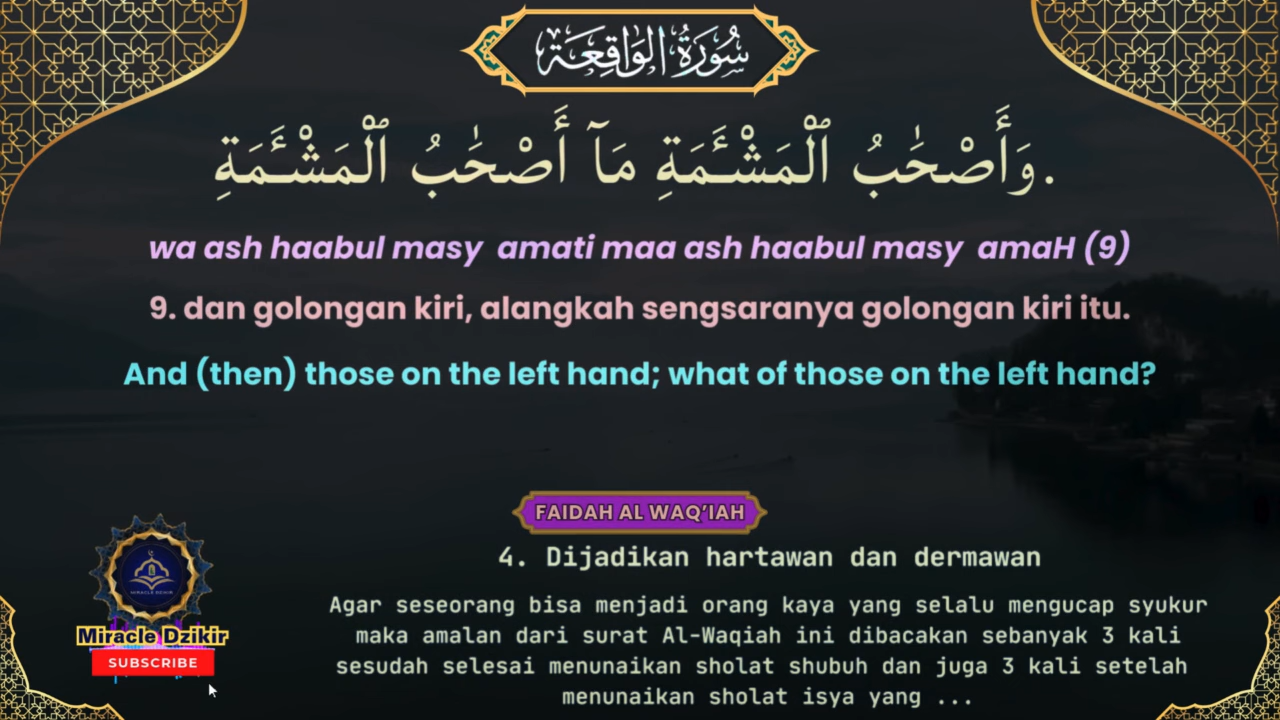 سُورَةُ الوَاقِعَة
وَأَصْحَٰبُ ٱلْمَشْـَٔمَةِ مَآ أَصْحَٰبُ ٱلْمَشْـَٔمَةِ.
wa ash haabul masy amati maa ash haabul masy amaH (9)
9. dan golongan kiri, alangkah sengsaranya golongan kiri itu.
And (then) those on the left hand; what of those on the left hand?
FAIDAH AL WAQ’IAH
4. Dijadikan hartawan dan dermawan
Agar seseorang bisa menjadi orang kaya yang selalu mengucap syukur
maka amalan dari surat Al-Waqiah ini dibacakan sebanyak 3 kali
sesudah selesai menunaikan sholat shubuh dan juga 3 kali setelah
menunaikan sholat isya yang ...
MIRACLE DZIKIR
Miracle Dzikir
SUBSCRIBE